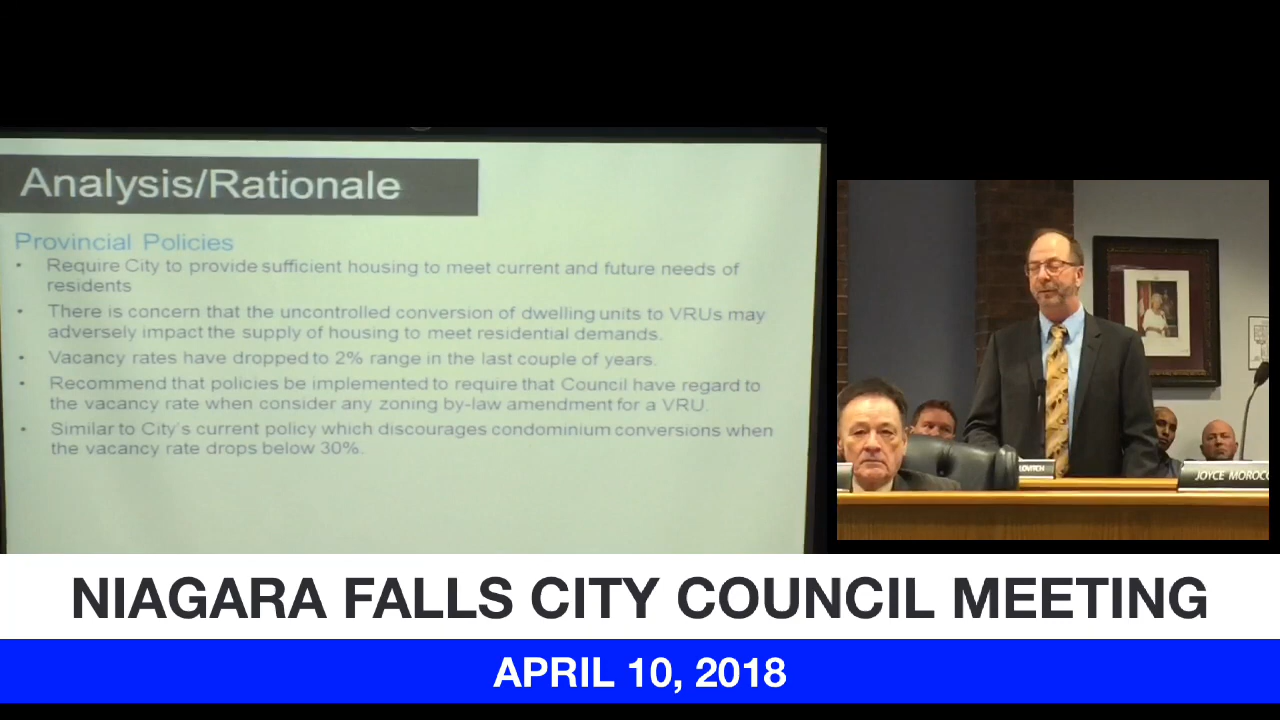 Analysis/Rationale
Provincial Policies
• Require City to provide sufficient housing to meet current and future needs of
residents
• There is concern that the uncontrolled conversion of dwelling units to VRUs may
adversely impact the supply of housing to meet residential demands.
• Vacancy rates have dropped to 2% range in the last couple of years.
• Recommend that policies be implemented to require that Council have regard to
the vacancy rate when consider any zoning by-law amendment for a VRU.
• Similar to City's current policy which discourages condominium conversions when
the vacancy rate drops below 30%.
JOYCE MOROCC
NIAGARA FALLS CITY COUNCIL MEETING
APRIL 10, 2018